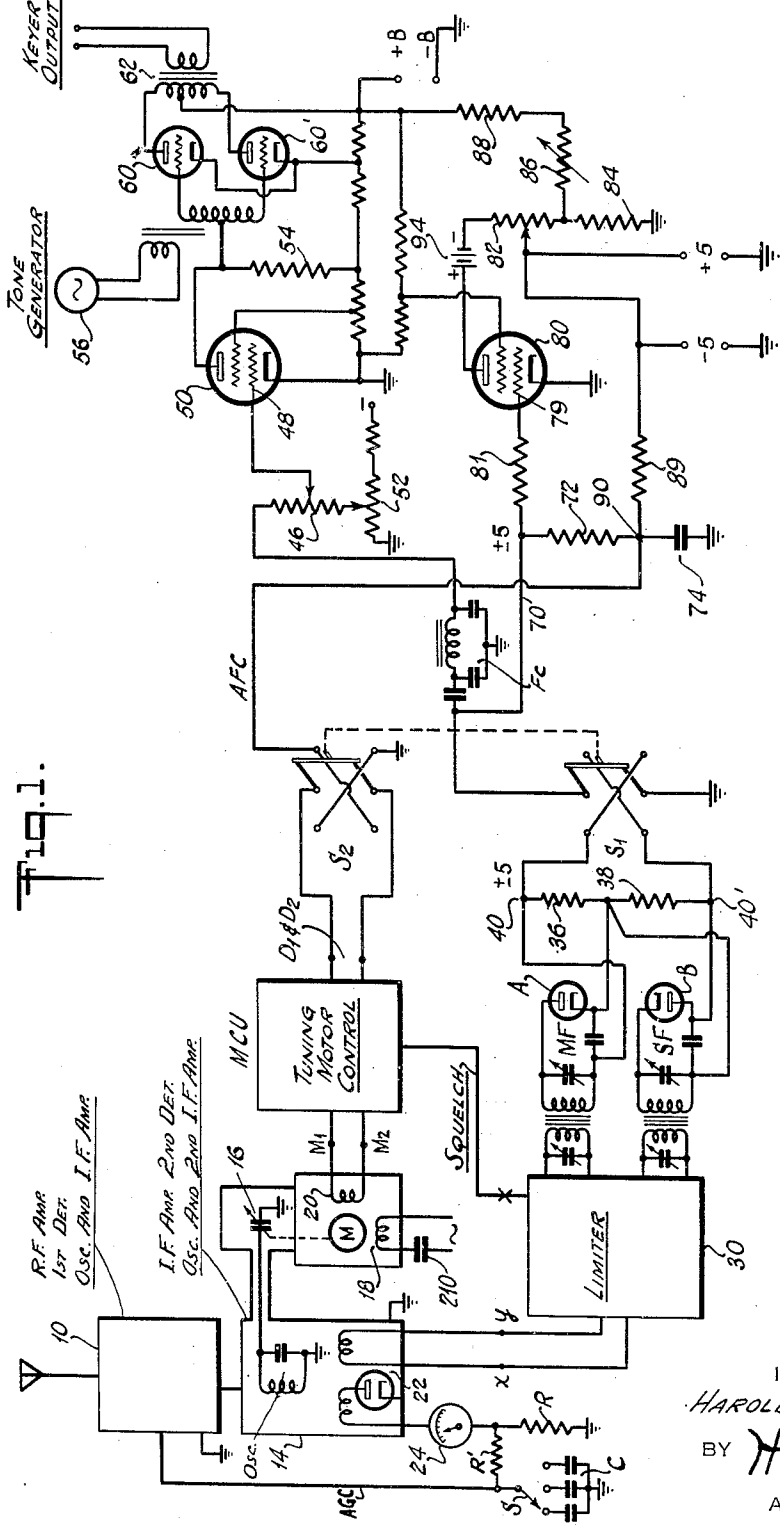 Fig.1.
R.F. AMP.
1ST DET.
OSC. AND I.F. AMP.
10
I.F. AMP. 2ND DET.
OSC. AND 2ND I.F. AMP.
OSC.
14
16
M
20
18
210
M1
M2
MCU
TUNING
MOTOR
CONTROL
D1 & D2
S2
AFC
AGC
22
24
R'
R
S
C
x
y
SQUELCH
LIMITER
30
MF
A
SF
B
40
±5
36
38
40'
S1
Fc
70'
46
52
-
48
50
54
TONE
GENERATOR
56
60
60'
62
KEYER
OUTPUT
+B
-B
±5
72
90
74
81
79
80
89
94
+
-
82
84
86
88
-5
+5
I
HAROL
BY
A